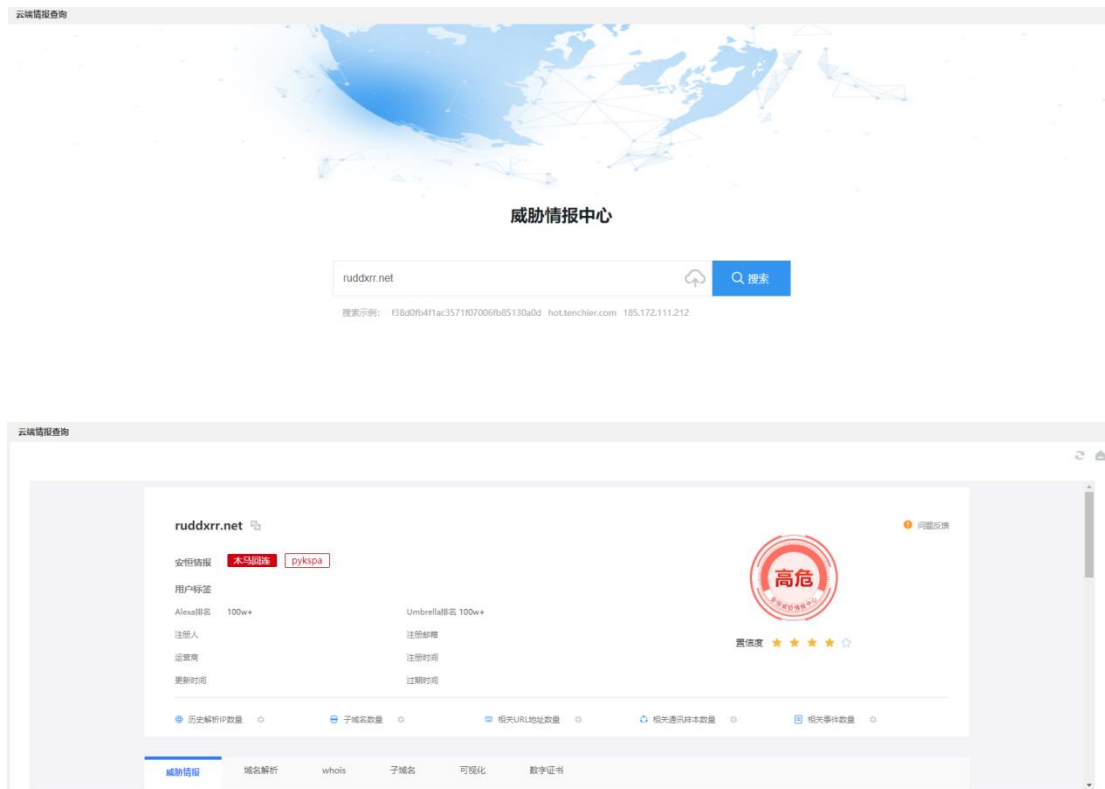 云端情报查询
威胁情报中心
ruddxrr.net
搜索
搜索示例: f38d0fb4f1ac3571f07006fb85130a0d hot.tenchier.com 185.172.111.212
云端情报查询
ruddxrr.net
问题反馈
安恒情报 木马回连 pykspa
高危
用户标签
Alexa排名 100w+ Umbrella排名 100w+
注册人 注册邮箱
置信度
运营商 注册时间
更新时间 过期时间
历史解析IP数量 子域名数量 相关URL地址数量 相关通讯样本数量 相关事件数量
威胁情报 域名解析 whois 子域名 可视化 数字证书